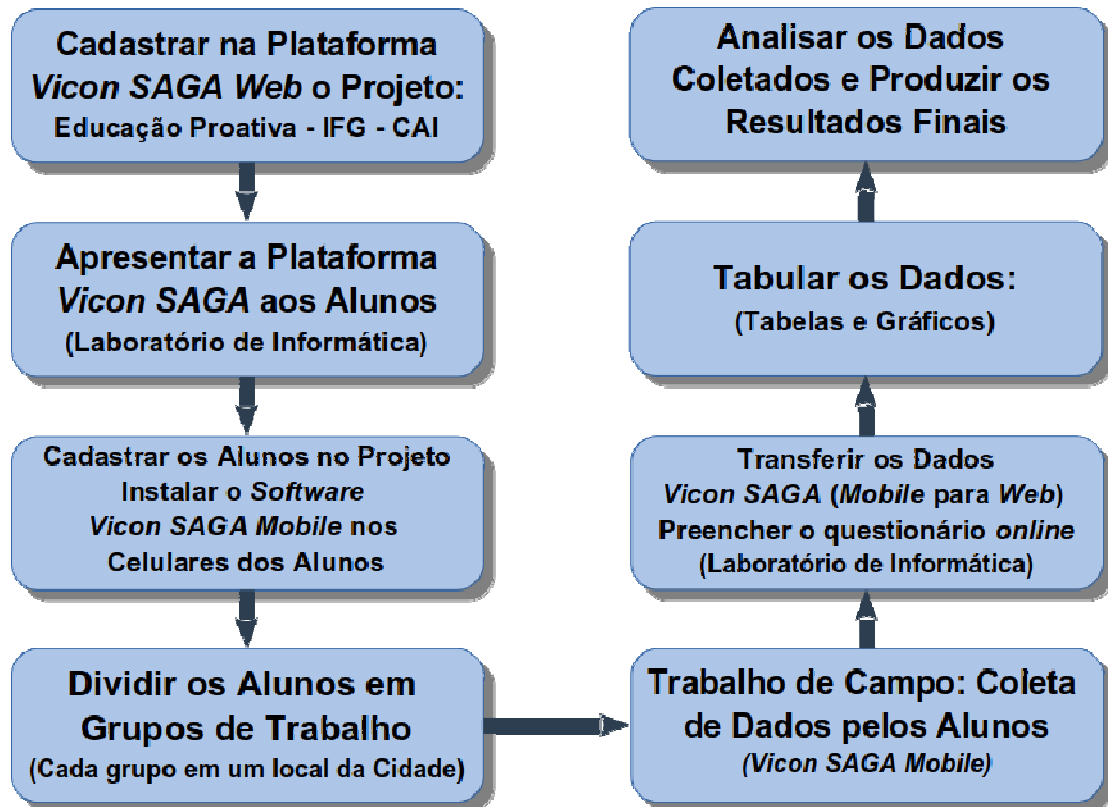 Cadastrar na Plataforma
Vicon SAGA Web o Projeto:
Educação Proativa - IFG - CAI
Apresentar a Plataforma
Vicon SAGA aos Alunos
(Laboratório de Informática)
Cadastrar os Alunos no Projeto
Instalar o Software
Vicon SAGA Mobile nos
Celulares dos Alunos
Dividir os Alunos em
Grupos de Trabalho
(Cada grupo em um local da Cidade)
Trabalho de Campo: Coleta
de Dados pelos Alunos
(Vicon SAGA Mobile)
Transferir os Dados
Vicon SAGA (Mobile para Web)
Preencher o questionário online
(Laboratório de Informática)
Tabular os Dados:
(Tabelas e Gráficos)
Analisar os Dados
Coletados e Produzir os
Resultados Finais